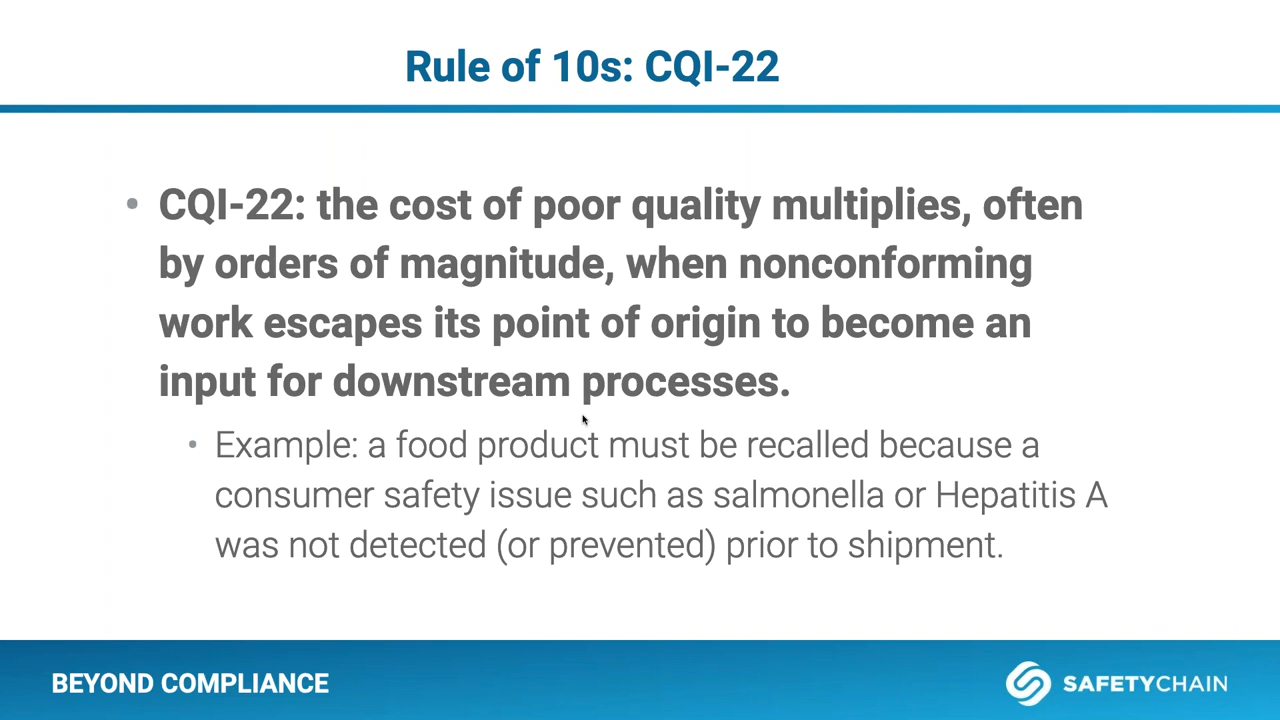 Rule of 10s: CQI-22
• CQI-22: the cost of poor quality multiplies, often
by orders of magnitude, when nonconforming
work escapes its point of origin to become an
input for downstream processes.
• Example: a food product must be recalled because a
consumer safety issue such as salmonella or Hepatitis A
was not detected (or prevented) prior to shipment.
BEYOND COMPLIANCE
SAFETYCHAIN